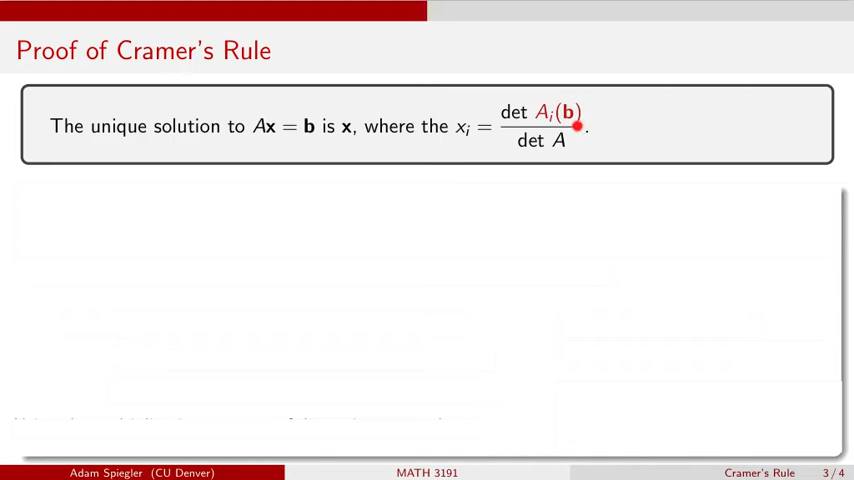 Proof of Cramer's Rule
The unique solution to Ax = b is x, where the xᵢ = det Aᵢ(b) / det A.
Adam Spiegler (CU Denver) MATH 3191 Cramer's Rule 3 / 4